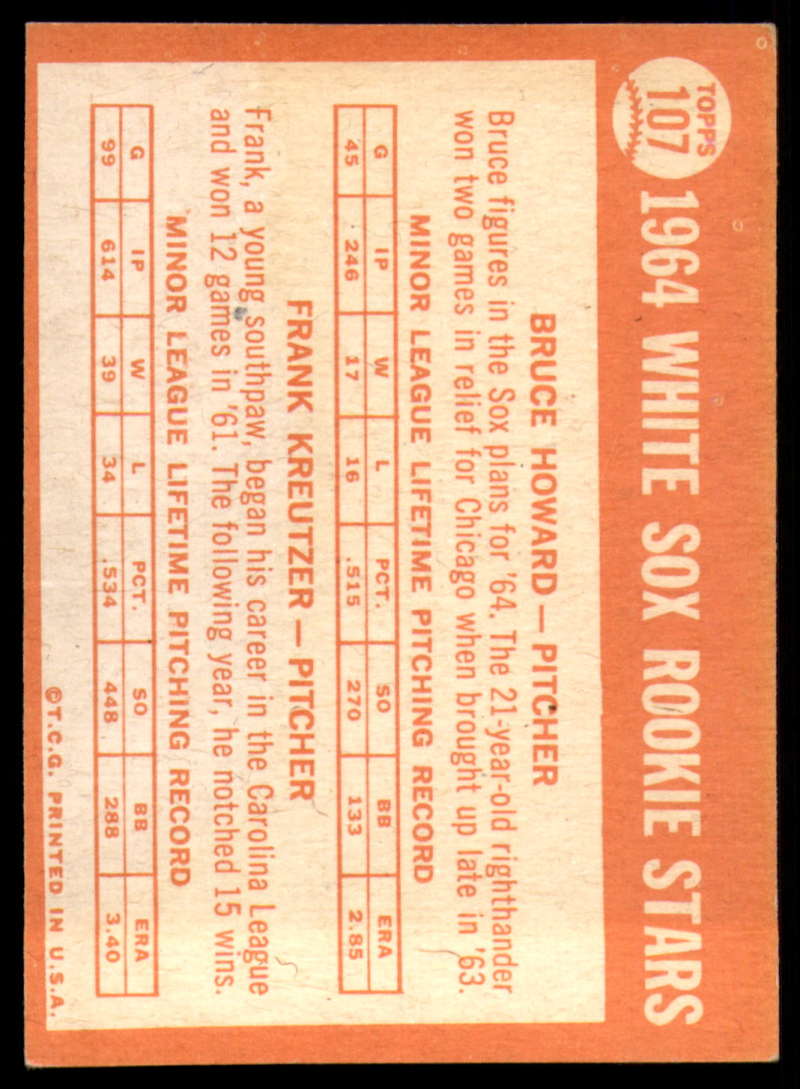 TOPPS
107
1964 WHITE SOX ROOKIE STARS
BRUCE HOWARD — PITCHER
Bruce figures in the Sox plans for '64. The 21-year-old righthander
won two games in relief for Chicago when brought up late in '63.
MINOR LEAGUE LIFETIME PITCHING RECORD
G IP W L PCT. SO BB ERA
45 246 17 16 .515 270 133 2.85
FRANK KREUTZER — PITCHER
Frank, a young southpaw, began his career in the Carolina League
and won 12 games in '61. The following year, he notched 15 wins.
MINOR LEAGUE LIFETIME PITCHING RECORD
G IP W L PCT. SO BB ERA
99 614 39 34 .534 448 288 3.40
©T.C.G. PRINTED IN U.S.A.